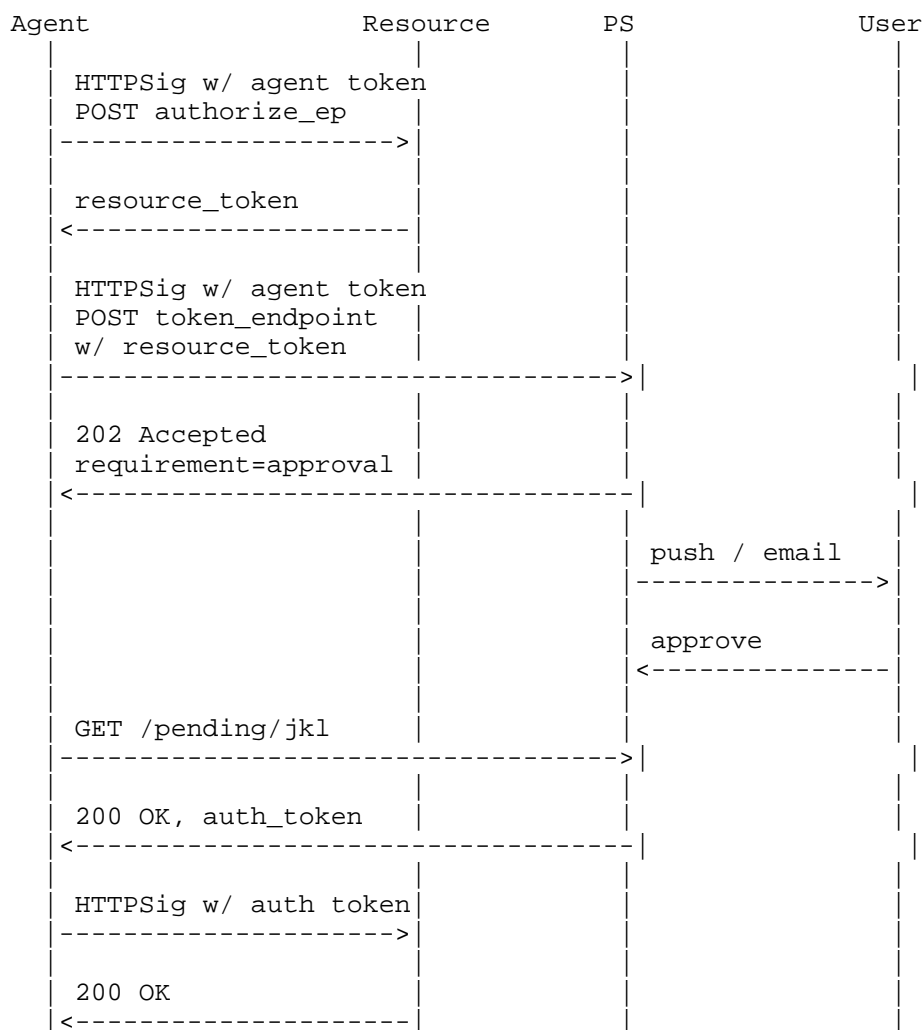 Agent Resource PS User
HTTPSig w/ agent token
POST authorize_ep
resource_token
HTTPSig w/ agent token
POST token_endpoint
w/ resource_token
202 Accepted
requirement=approval
push / email
approve
GET /pending/jkl
200 OK, auth_token
HTTPSig w/ auth token
200 OK